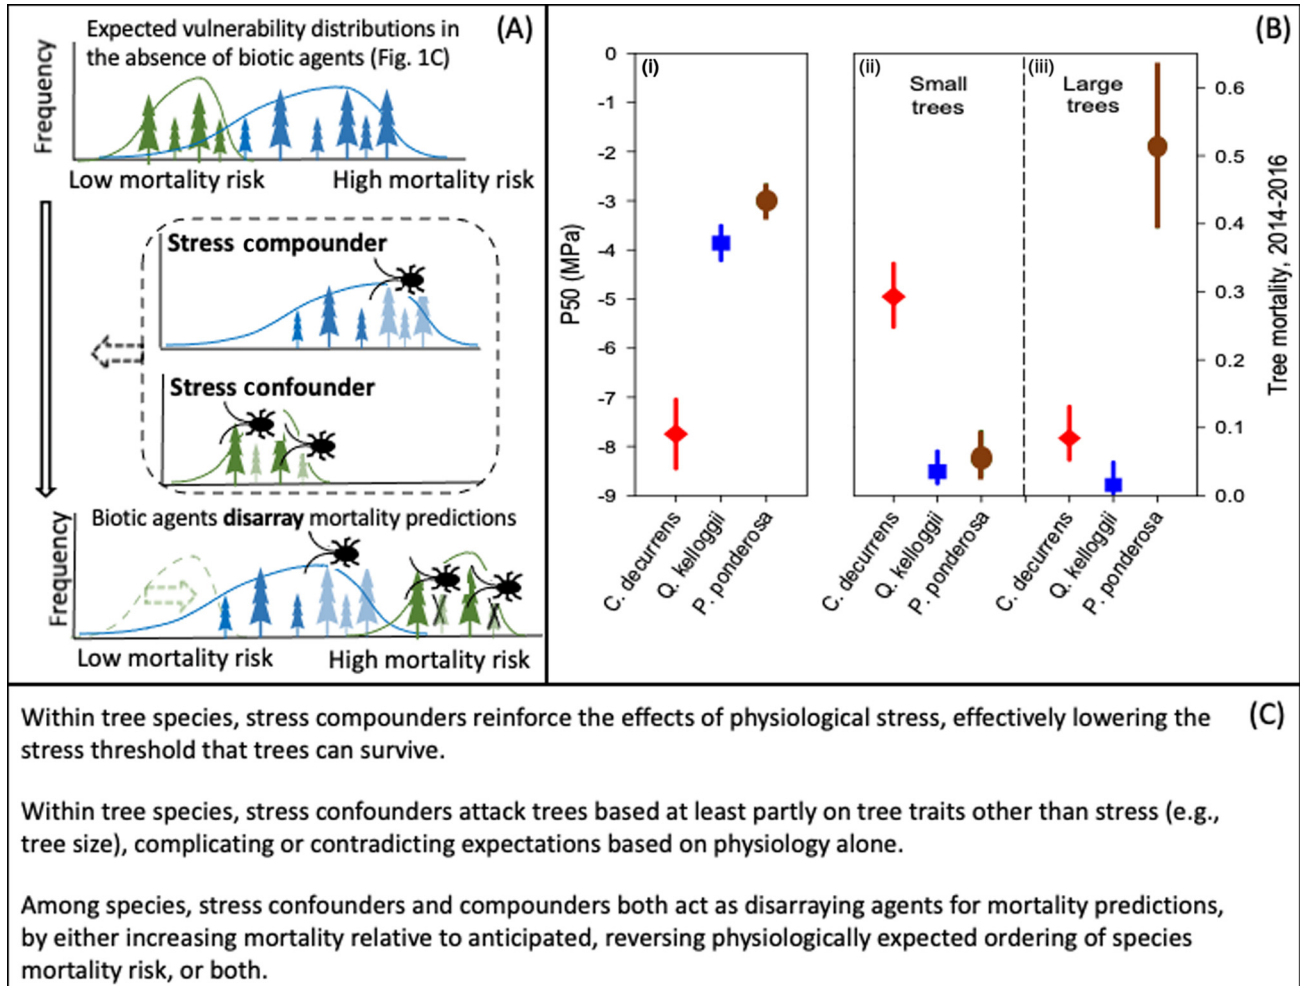 Expected vulnerability distributions in
the absence of biotic agents (Fig. 1C)
(A)
Frequency
Low mortality risk
High mortality risk
Stress compounder
Stress confounder
Biotic agents disarray mortality predictions
Frequency
Low mortality risk
High mortality risk
(B)
P50 (MPa)
0
-1
-2
-3
-4
-5
-6
-7
-8
-9
(i)
C. decurrens
Q. kelloggii
P. ponderosa
(ii)
Small
trees
C. decurrens
Q. kelloggii
P. ponderosa
(iii)
Large
trees
C. decurrens
Q. kelloggii
P. ponderosa
0.6
0.5
0.4
0.3
0.2
0.1
0.0
Tree mortality, 2014-2016
(C)
Within tree species, stress compounders reinforce the effects of physiological stress, effectively lowering the
stress threshold that trees can survive.
Within tree species, stress confounders attack trees based at least partly on tree traits other than stress (e.g.,
tree size), complicating or contradicting expectations based on physiology alone.
Among species, stress confounders and compounders both act as disarraying agents for mortality predictions,
by either increasing mortality relative to anticipated, reversing physiologically expected ordering of species
mortality risk, or both.